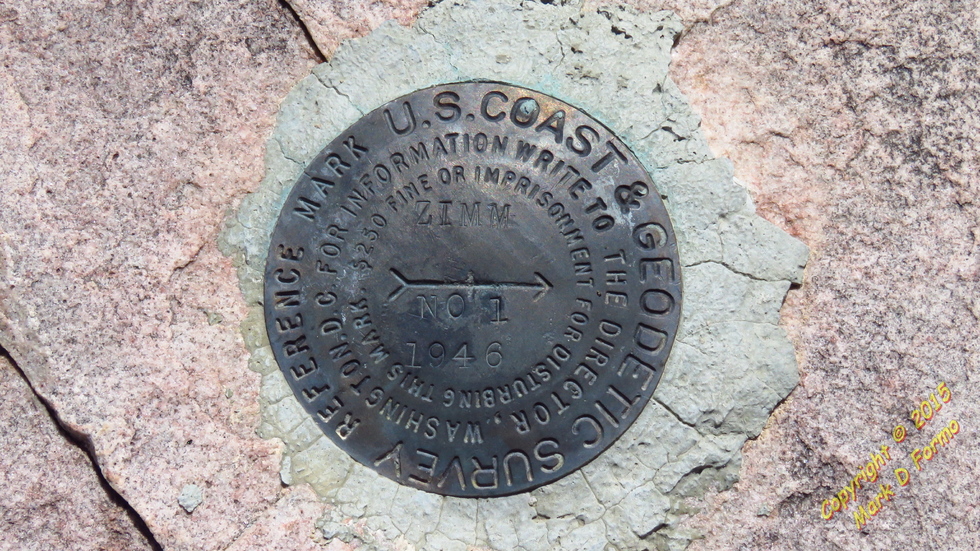 U.S. COAST & GEODETIC SURVEY REFERENCE MARK
FOR INFORMATION WRITE TO THE DIRECTOR, WASHINGTON, D.C.
$250 FINE OR IMPRISONMENT FOR DISTURBING THIS MARK
ZIMM
NO 1
1946
Copyright © 2015
Mark D. Formo